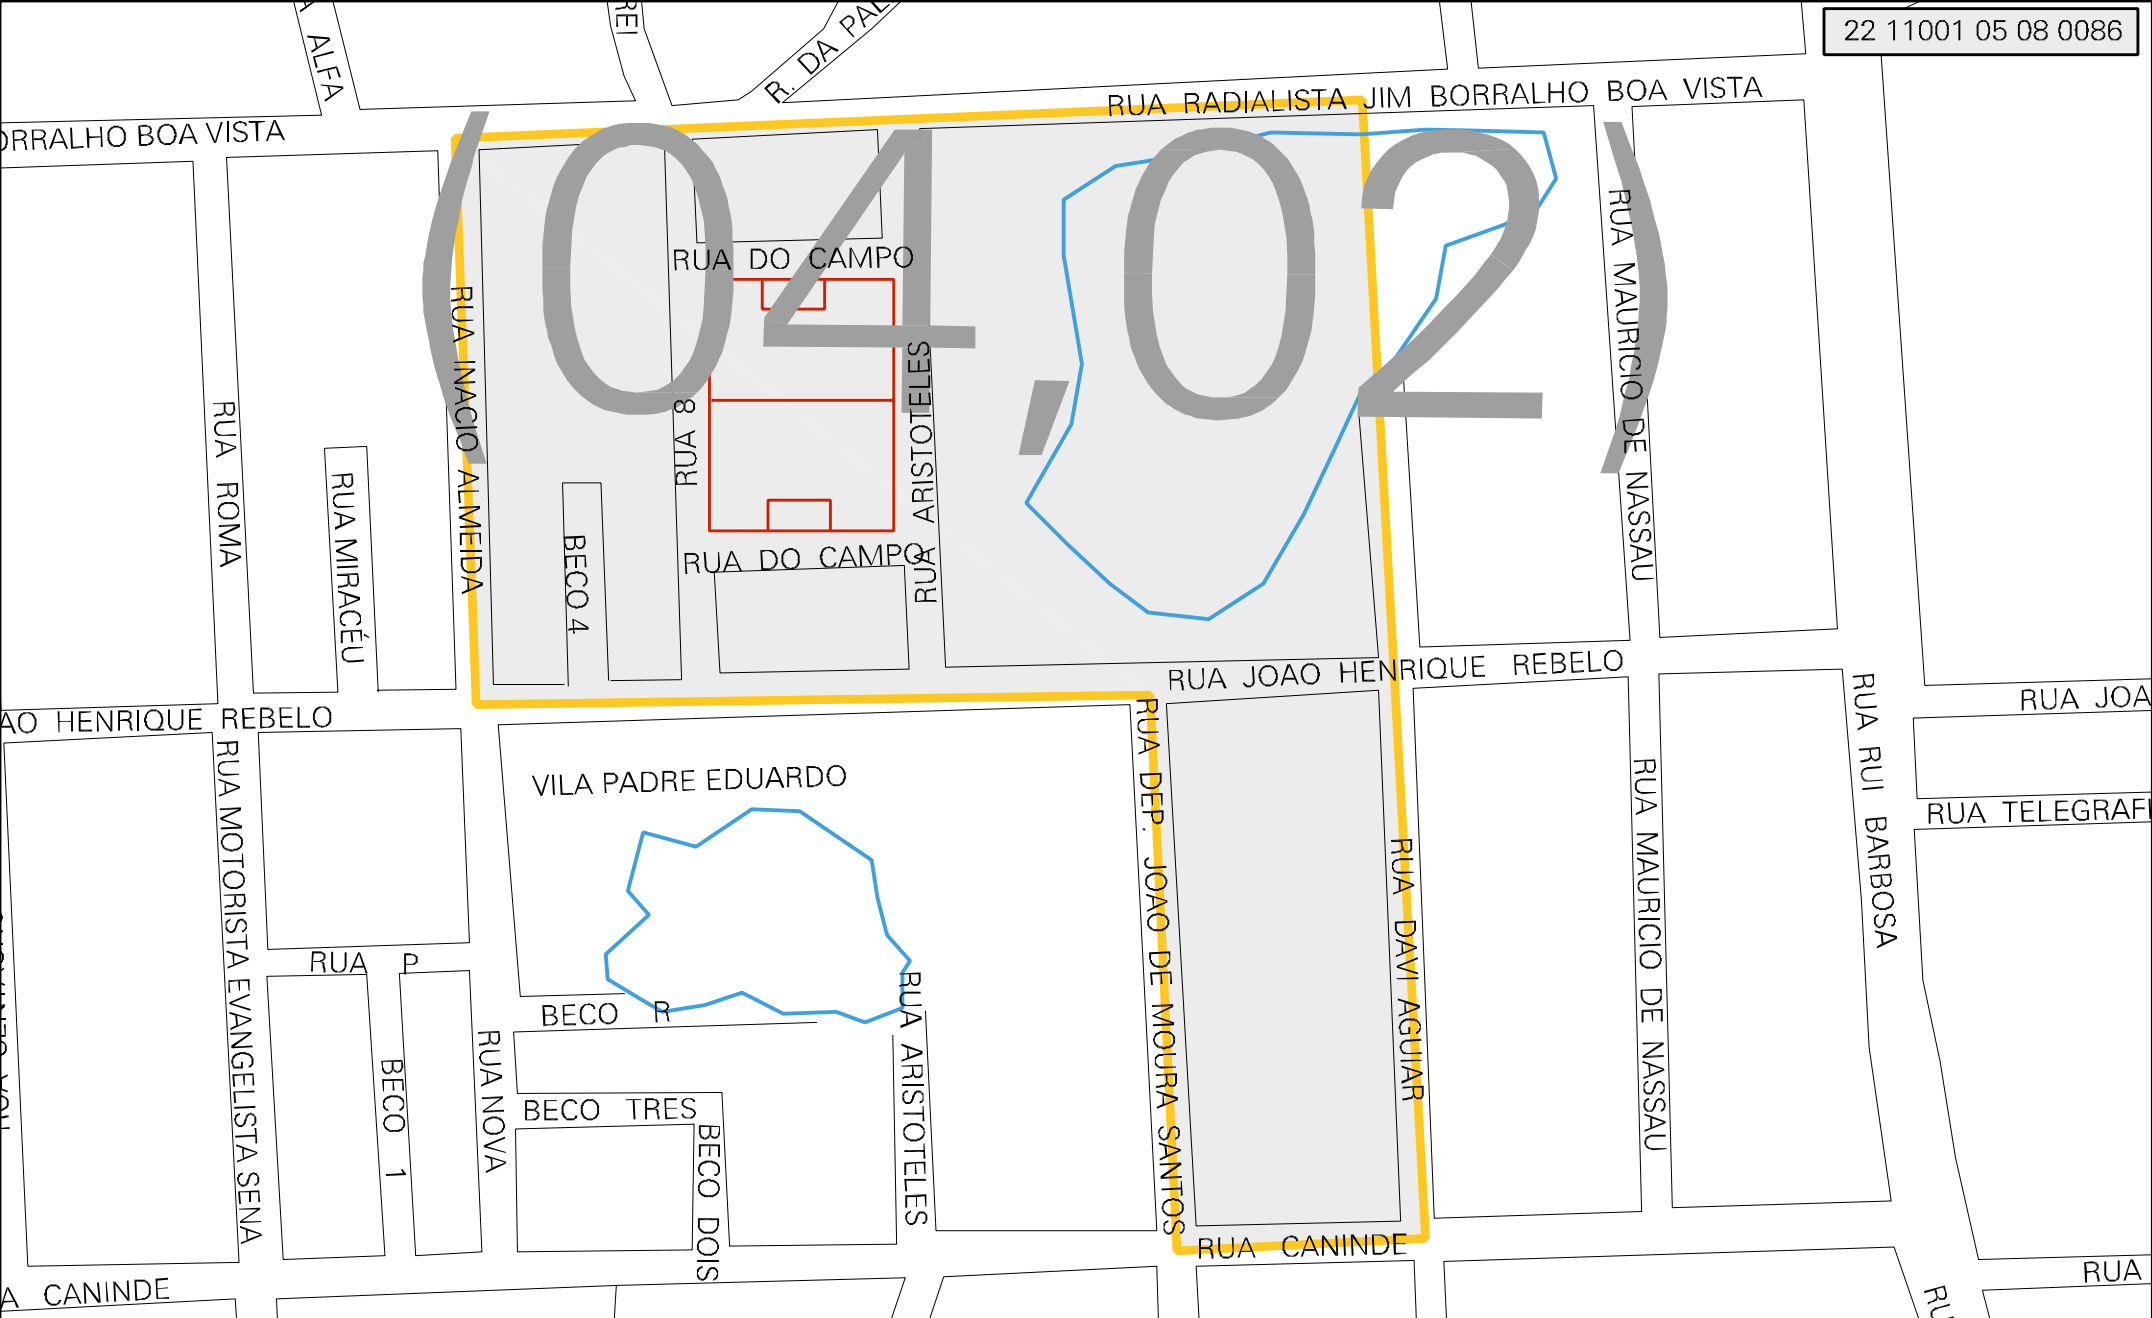 22 11001 05 08 0086
ALFA
REI
R. DA PAL
RUA RADIALISTA JIM BORRALHO BOA VISTA
ORRALHO BOA VISTA
(04,02)
RUA DO CAMPO
RUA INACIO ALMEIDA
RUA ROMA
RUA MIRACÉU
RUA 8
RUA ARISTOTELES
BECO 4
RUA DO CAMPO
RUA MAURICIO DE NASSAU
RUA JOAO HENRIQUE REBELO
AO HENRIQUE REBELO
RUA JOA
RUA RUI BARBOSA
RUA TELEGRAFI
VILA PADRE EDUARDO
RUA DEP. JOAO DE MOURA SANTOS
RUA DAVI AGUIAR
RUA MAURICIO DE NASSAU
RUA MOTORISTA EVANGELISTA SENA
RUA P
BECO R
RUA ARISTOTELES
BECO 1
RUA NOVA
BECO TRES
BECO DOIS
RUA CANINDE
A CANINDE
RUA
RU